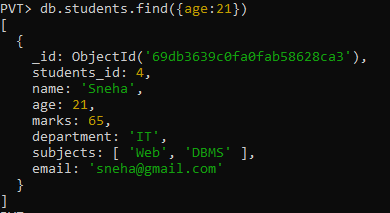 PVT> db.students.find({age:21})
[
  {
    _id: ObjectId('69db3639c0fa0fab58628ca3'),
    students_id: 4,
    name: 'Sneha',
    age: 21,
    marks: 65,
    department: 'IT',
    subjects: [ 'Web', 'DBMS' ],
    email: 'sneha@gmail.com'
  }
]